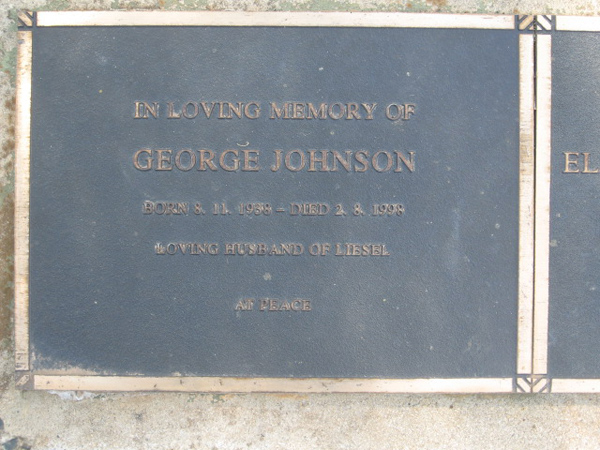 IN LOVING MEMORY OF
GEORGE JOHNSON
BORN 8. 11. 1939 – DIED 2. 8. 1998
LOVING HUSBAND OF LIESEL
AT PEACE
EL